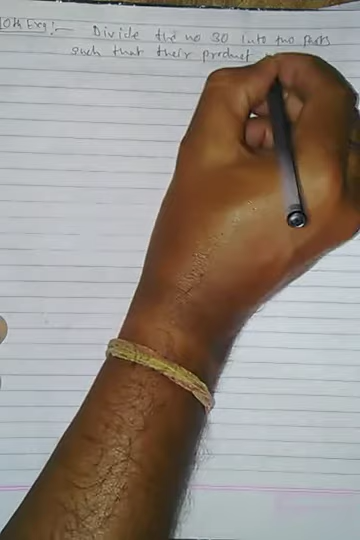 10th Exg:- Divide the no 30 into two parts
such that their product